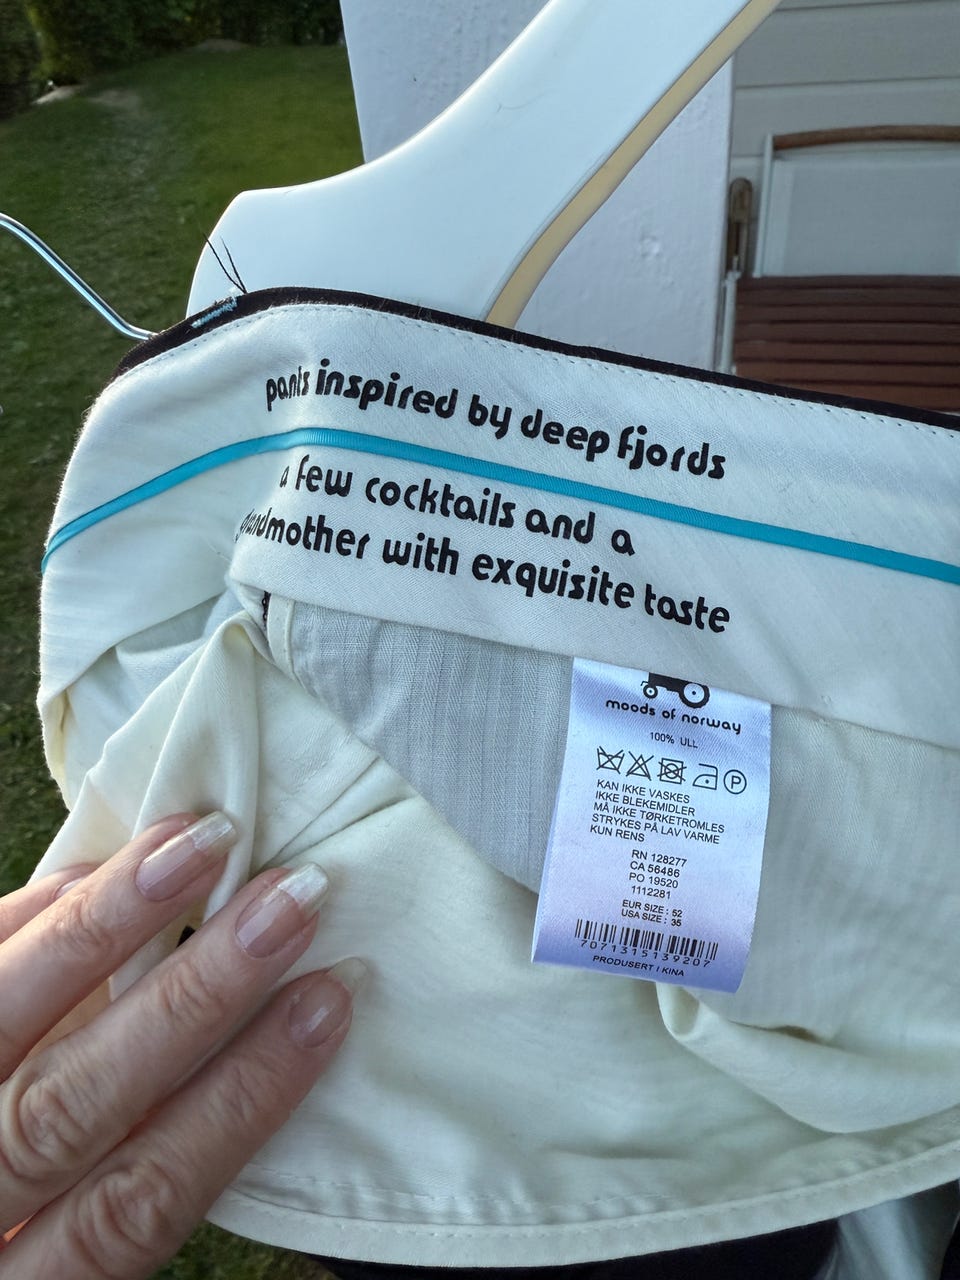 pants inspired by deep fjords
a few cocktails and a
grandmother with exquisite taste
moods of norway
100% ULL
P
KAN IKKE VASKES
IKKE BLEKEMIDLER
MÅ IKKE TØRKETROMLES
STRYKES PÅ LAV VARME
KUN RENS
RN 128277
CA 56486
PO 19520
1112281
EUR SIZE : 52
USA SIZE : 35
7071315139207
PRODUSERT I KINA